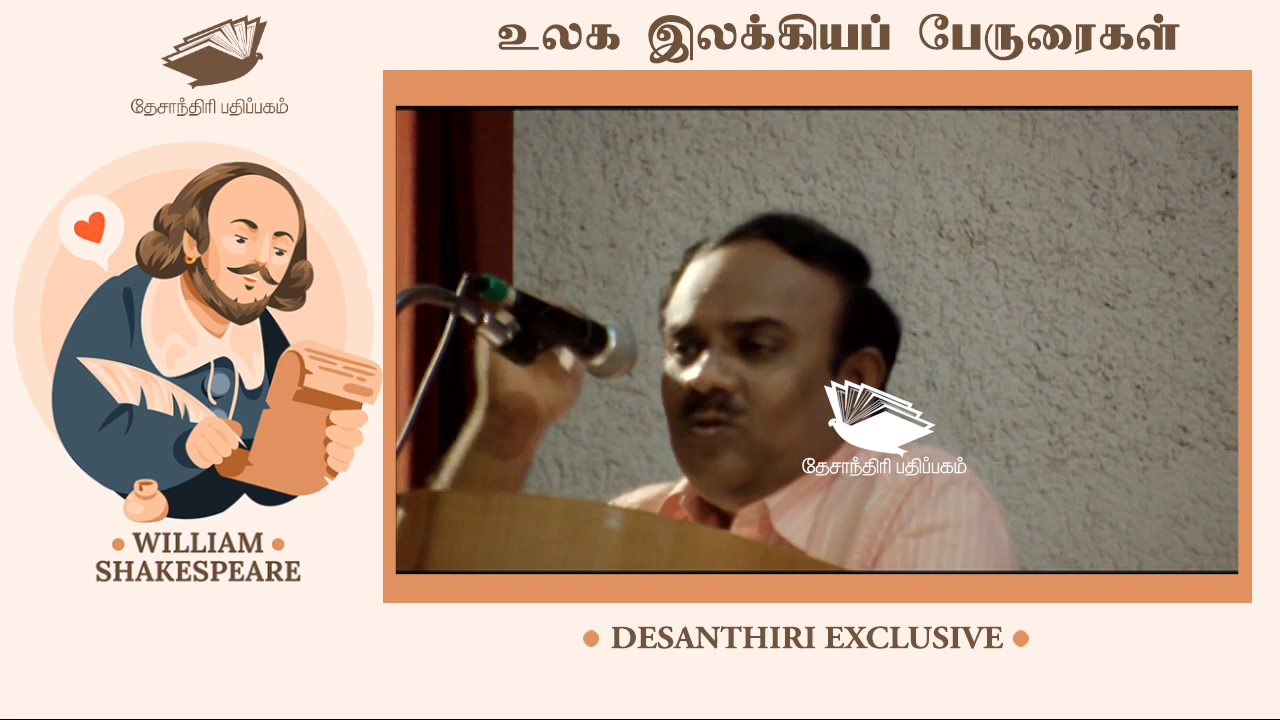 உலக இலக்கியப் பேருரைகள்
தேசாந்திரி பதிப்பகம்
தேசாந்திரி பதிப்பகம்
WILLIAM
SHAKESPEARE
DESANTHIRI EXCLUSIVE